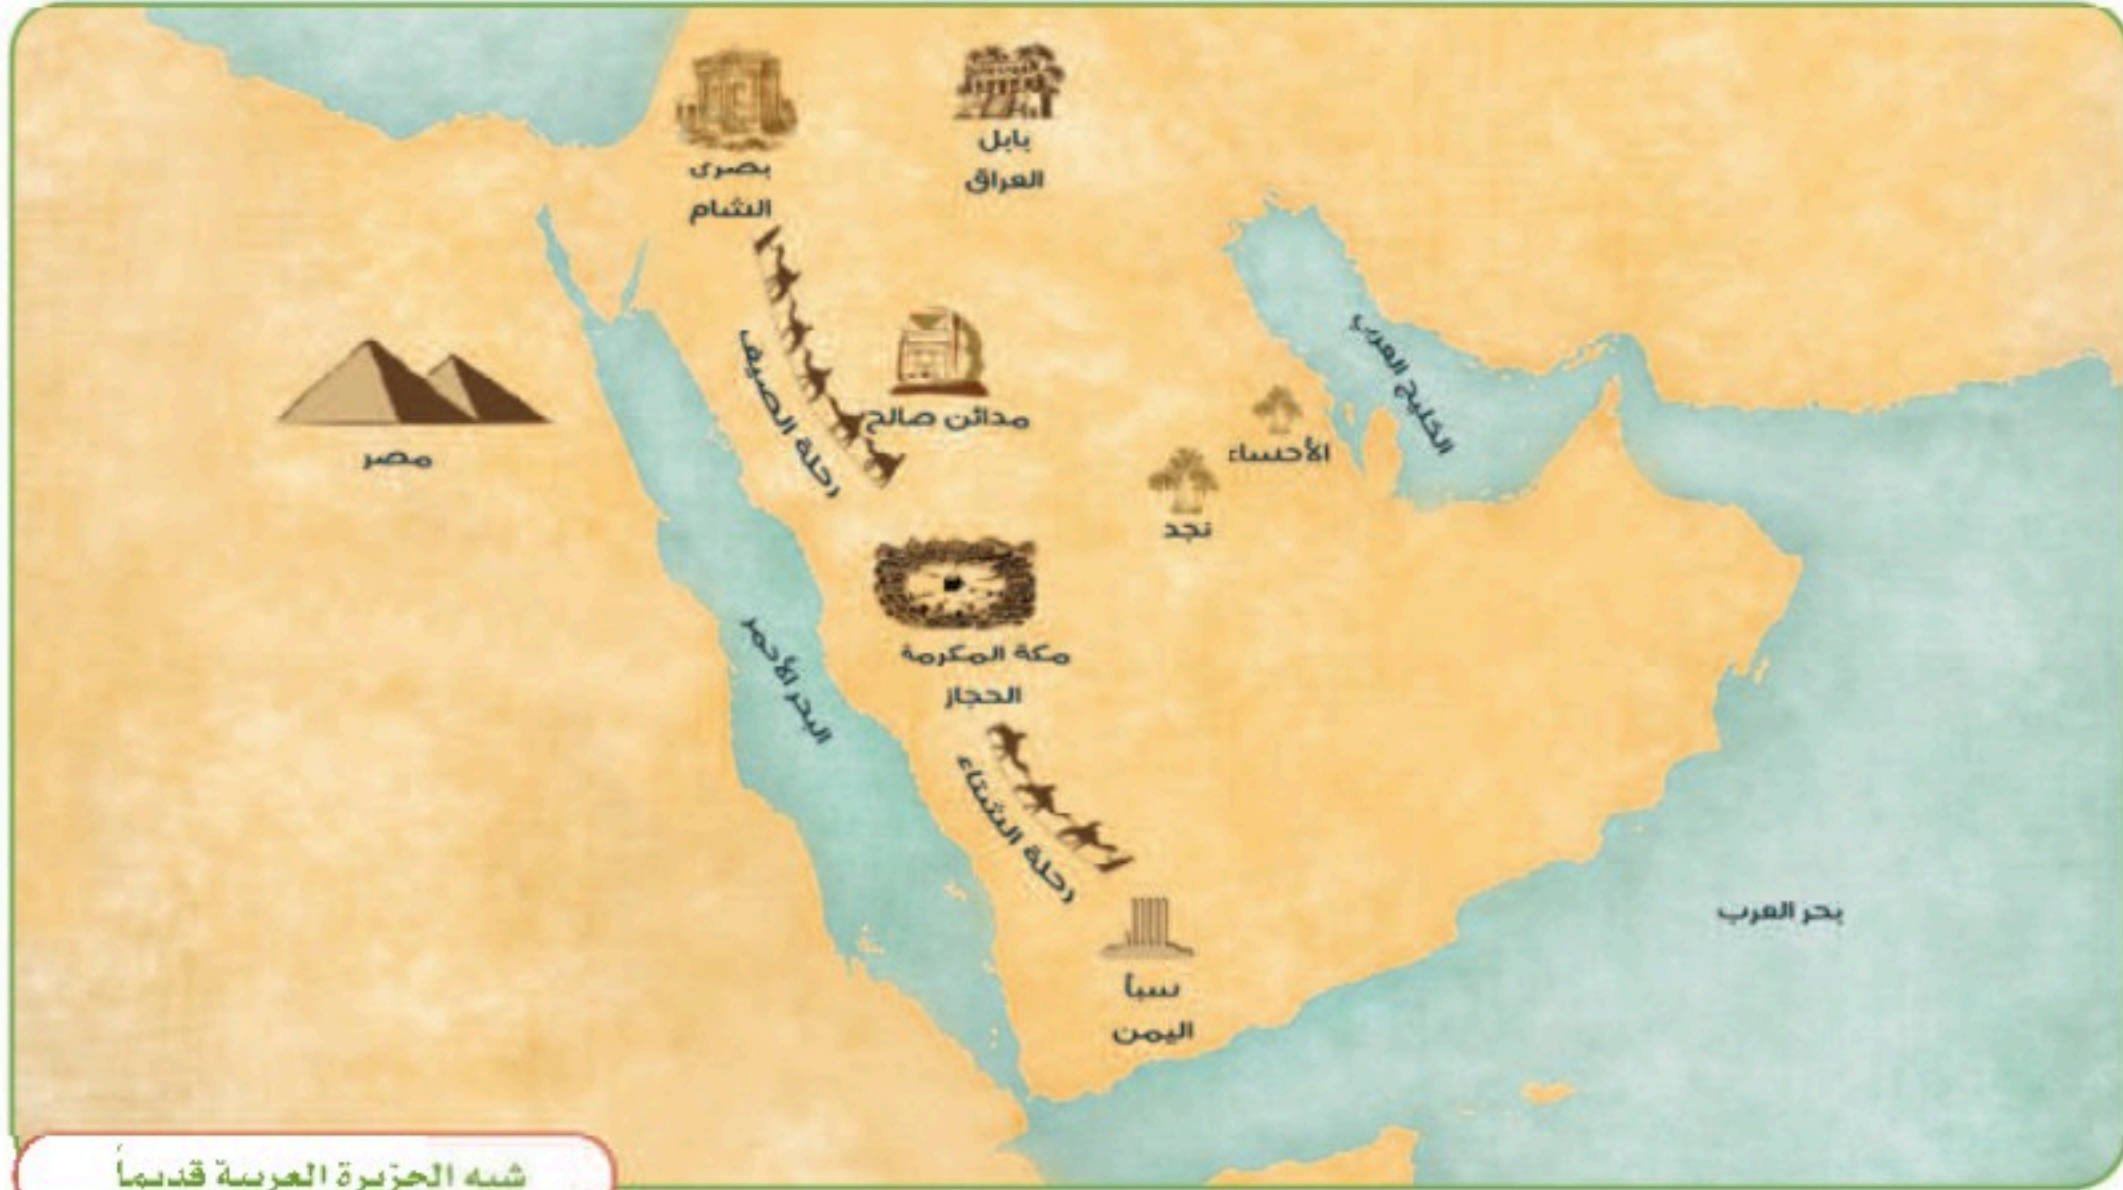 بصرى
الشام
بابل
العراق
الخليج العربي
رحلة الصيف
مدائن صالح
مصر
الأحساء
نجد
مكة المكرمة
الحجاز
البحر الأحمر
رحلة الشتاء
بحر العرب
سبأ
اليمن
شبه الجزيرة العربية قديماً